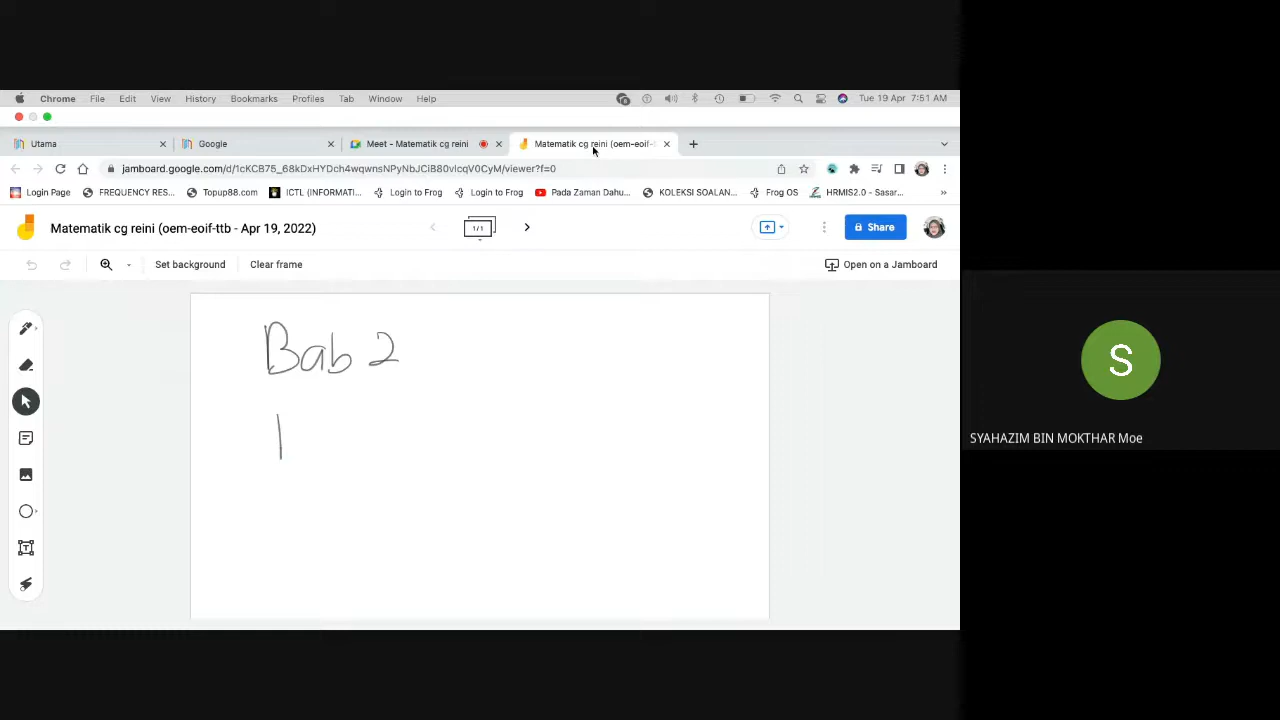 Chrome File Edit View History Bookmarks Profiles Tab Window Help Tue 19 Apr 7:51 AM
Utama Google Meet - Matematik cg reini Matematik cg reini (oem-eoif-t
jamboard.google.com/d/1cKCB75_68kDxHYDch4wqwnsNPyNbJCiB80vlcqV0CyM/viewer?f=0
Login Page FREQUENCY RES... Topup88.com ICTL (INFORMATI... Login to Frog Login to Frog Pada Zaman Dahu... KOLEKSI SOALAN... Frog OS HRMIS2.0 - Sasar... »
Matematik cg reini (oem-eoif-ttb - Apr 19, 2022) 1/1 Share
Set background Clear frame Open on a Jamboard
Bab 2
S
SYAHAZIM BIN MOKTHAR Moe